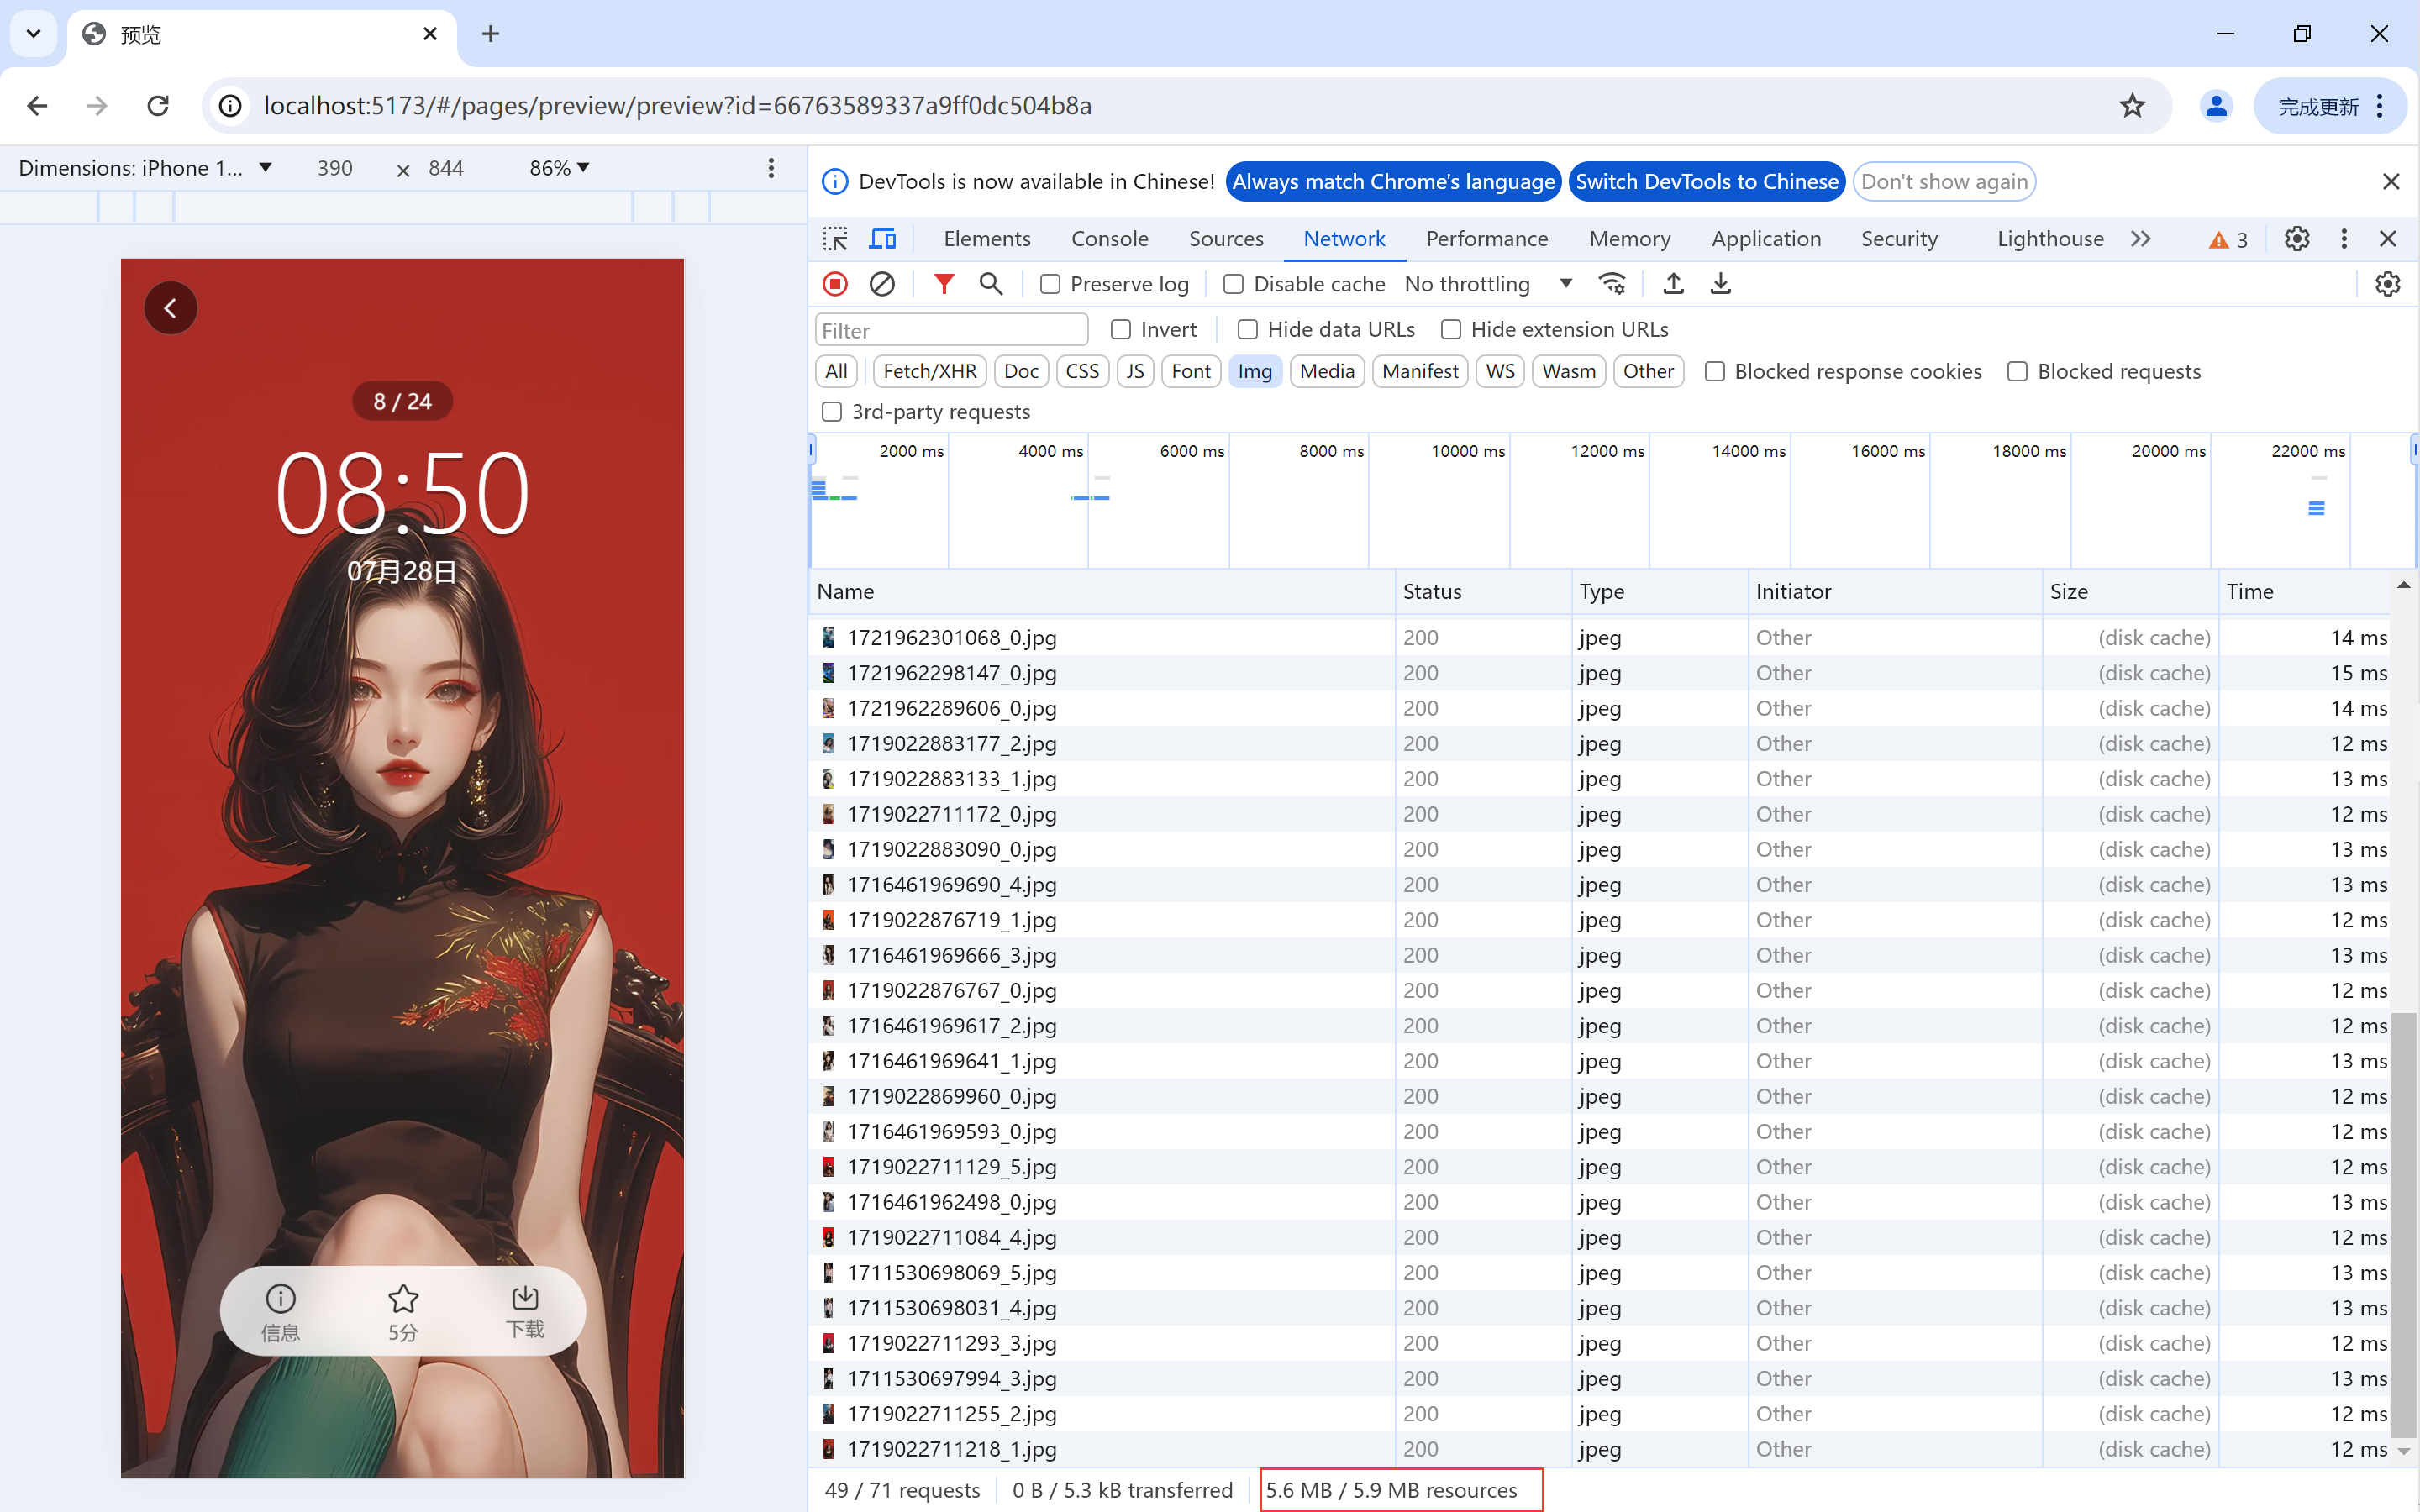 预览
localhost:5173/#/pages/preview/preview?id=66763589337a9ff0dc504b8a
完成更新
Dimensions: iPhone 1... 390 × 844 86%
8 / 24
08:50
07月28日
信息 5分 下载
DevTools is now available in Chinese! Always match Chrome's language Switch DevTools to Chinese Don't show again
Elements Console Sources Network Performance Memory Application Security Lighthouse 3
Preserve log Disable cache No throttling
Filter Invert Hide data URLs Hide extension URLs
All Fetch/XHR Doc CSS JS Font Img Media Manifest WS Wasm Other Blocked response cookies Blocked requests
3rd-party requests
2000 ms 4000 ms 6000 ms 8000 ms 10000 ms 12000 ms 14000 ms 16000 ms 18000 ms 20000 ms 22000 ms
Name Status Type Initiator Size Time
1721962301068_0.jpg 200 jpeg Other (disk cache) 14 ms
1721962298147_0.jpg 200 jpeg Other (disk cache) 15 ms
1721962289606_0.jpg 200 jpeg Other (disk cache) 14 ms
1719022883177_2.jpg 200 jpeg Other (disk cache) 12 ms
1719022883133_1.jpg 200 jpeg Other (disk cache) 13 ms
1719022711172_0.jpg 200 jpeg Other (disk cache) 12 ms
1719022883090_0.jpg 200 jpeg Other (disk cache) 13 ms
1716461969690_4.jpg 200 jpeg Other (disk cache) 13 ms
1719022876719_1.jpg 200 jpeg Other (disk cache) 12 ms
1716461969666_3.jpg 200 jpeg Other (disk cache) 13 ms
1719022876767_0.jpg 200 jpeg Other (disk cache) 12 ms
1716461969617_2.jpg 200 jpeg Other (disk cache) 12 ms
1716461969641_1.jpg 200 jpeg Other (disk cache) 13 ms
1719022869960_0.jpg 200 jpeg Other (disk cache) 12 ms
1716461969593_0.jpg 200 jpeg Other (disk cache) 12 ms
1719022711129_5.jpg 200 jpeg Other (disk cache) 12 ms
1716461962498_0.jpg 200 jpeg Other (disk cache) 13 ms
1719022711084_4.jpg 200 jpeg Other (disk cache) 12 ms
1711530698069_5.jpg 200 jpeg Other (disk cache) 13 ms
1711530698031_4.jpg 200 jpeg Other (disk cache) 13 ms
1719022711293_3.jpg 200 jpeg Other (disk cache) 12 ms
1711530697994_3.jpg 200 jpeg Other (disk cache) 13 ms
1719022711255_2.jpg 200 jpeg Other (disk cache) 12 ms
1719022711218_1.jpg 200 jpeg Other (disk cache) 12 ms
49 / 71 requests 0 B / 5.3 kB transferred 5.6 MB / 5.9 MB resources